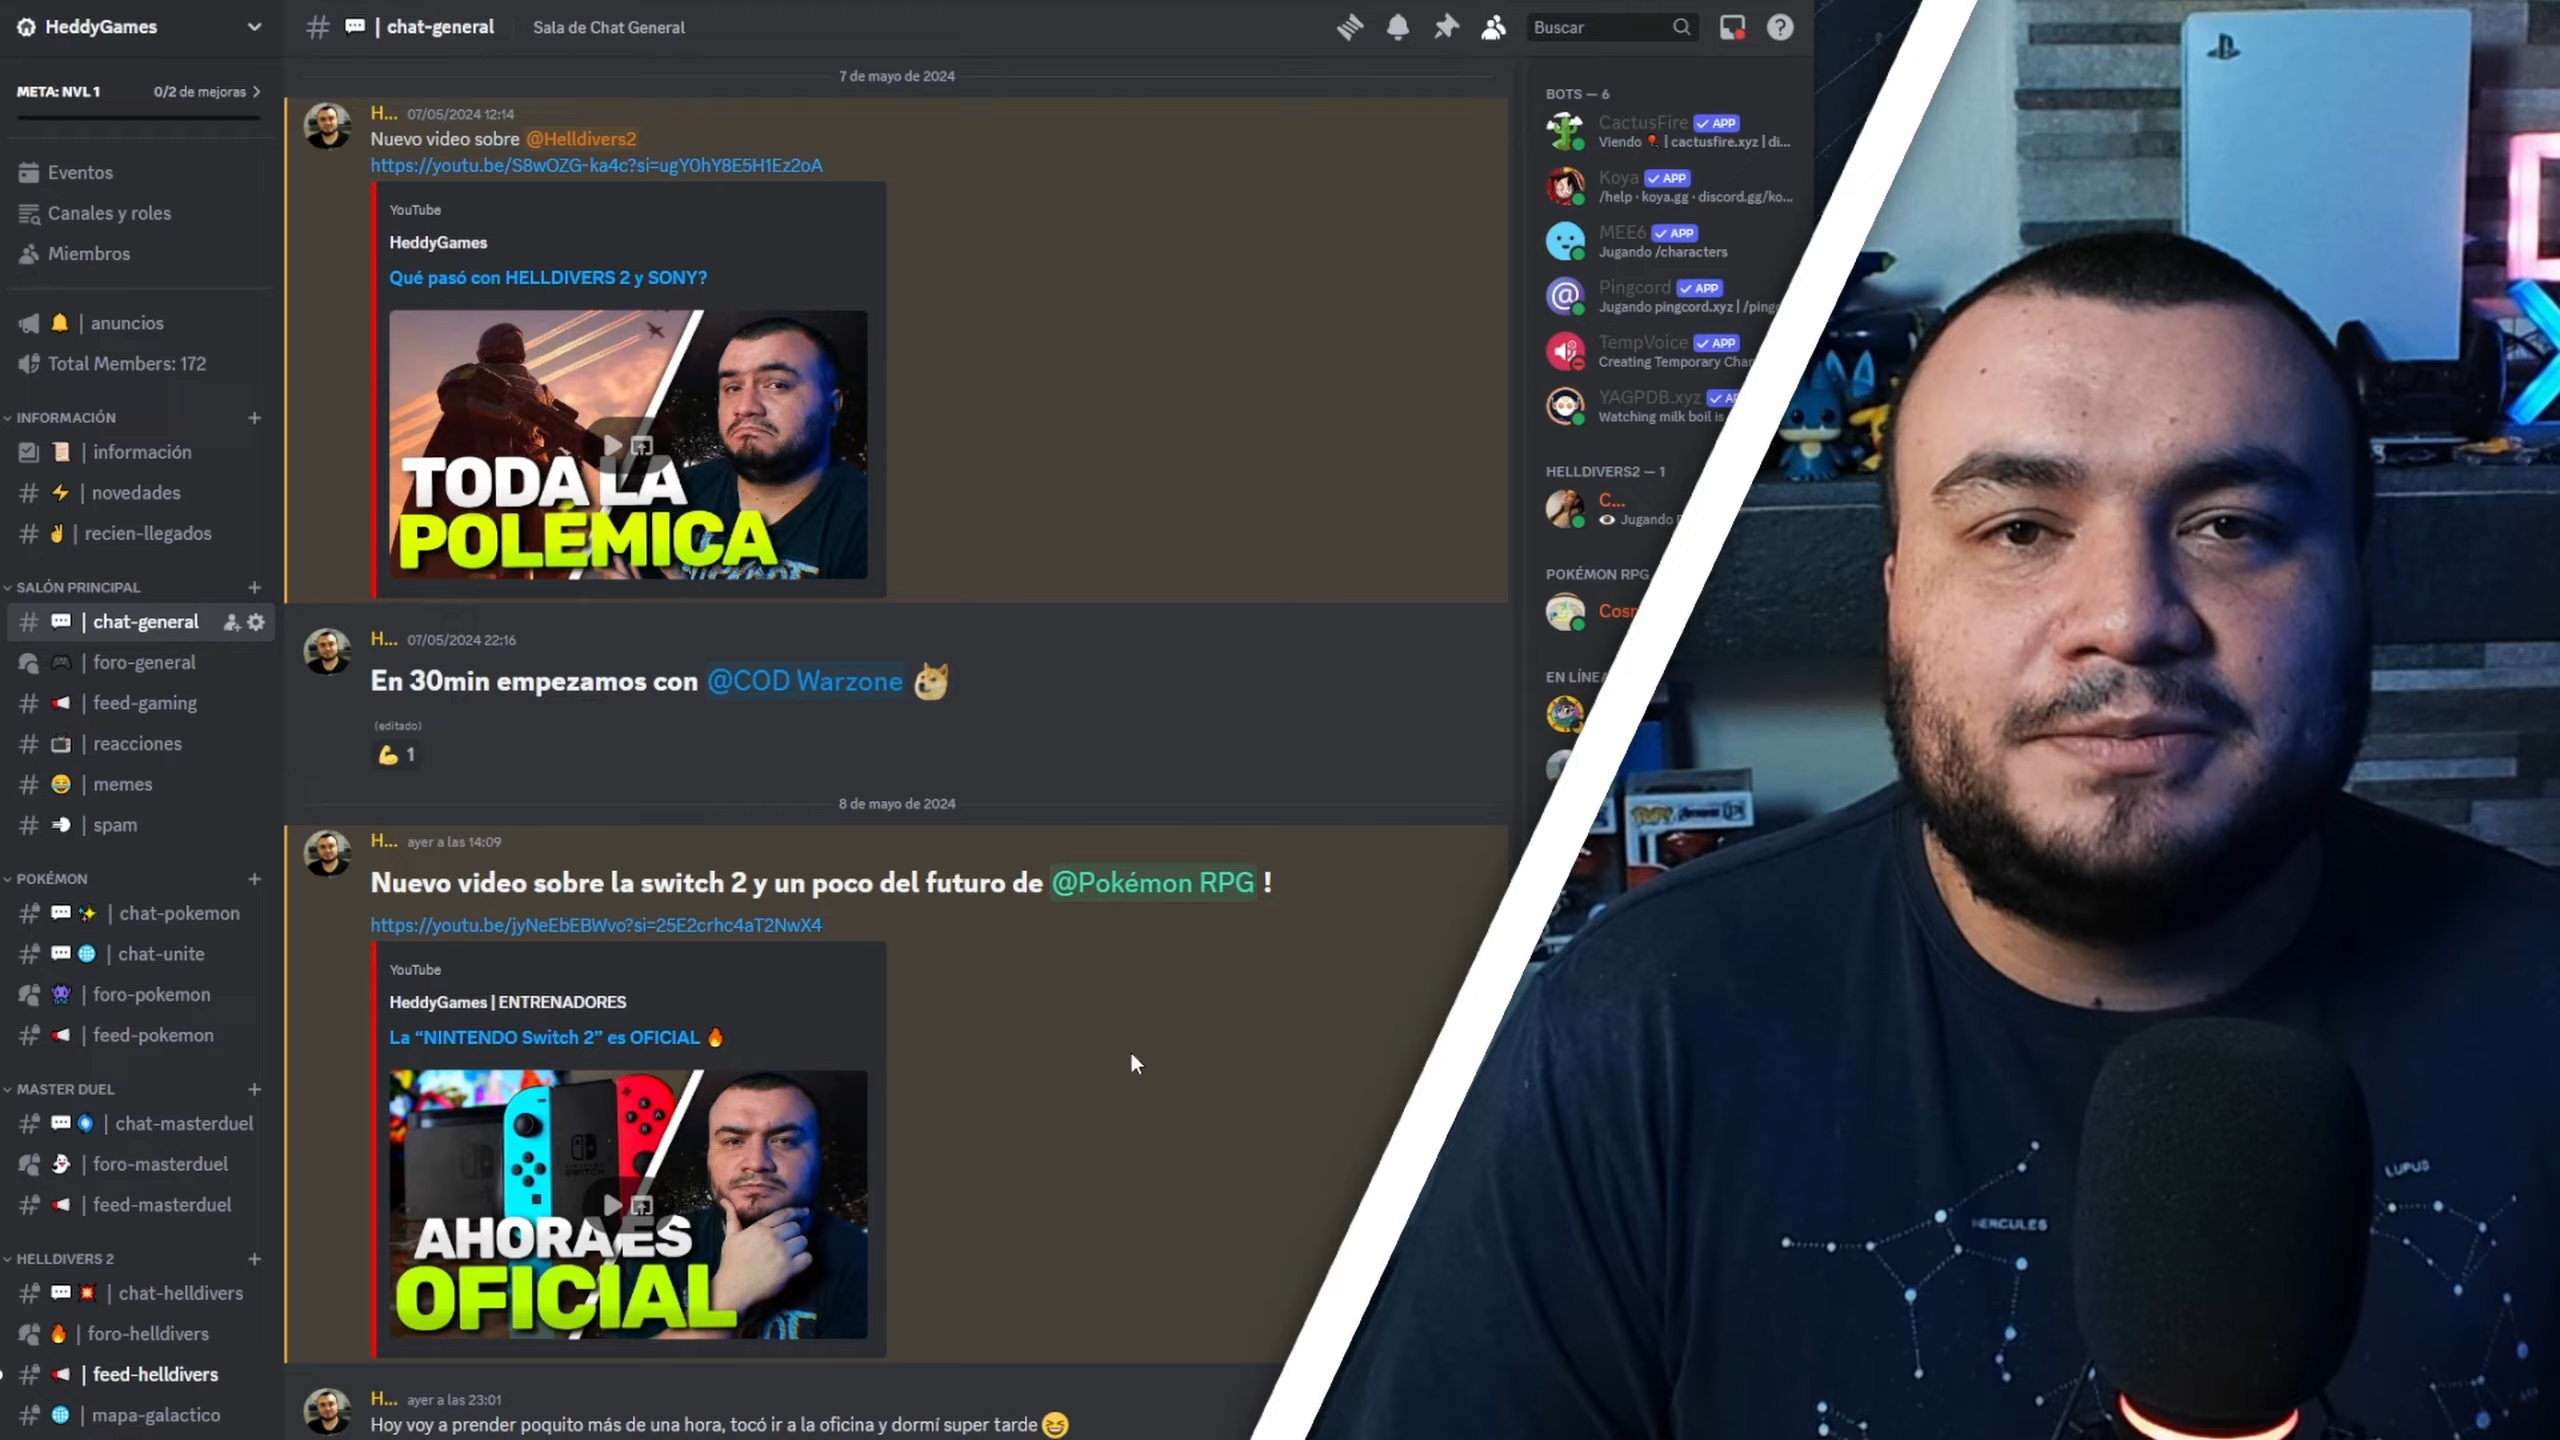 HeddyGames
META: NVL 1
0/2 de mejoras
Eventos
Canales y roles
Miembros
| anuncios
Total Members: 172
INFORMACIÓN
| información
| novedades
| recien-llegados
SALÓN PRINCIPAL
| chat-general
| foro-general
| feed-gaming
| reacciones
| memes
| spam
POKÉMON
| chat-pokemon
| chat-unite
| foro-pokemon
| feed-pokemon
MASTER DUEL
| chat-masterduel
| foro-masterduel
| feed-masterduel
HELLDIVERS 2
| chat-helldivers
| foro-helldivers
| feed-helldivers
| mapa-galactico
| chat-general
Sala de Chat General
Buscar
7 de mayo de 2024
H... 07/05/2024 12:14
Nuevo video sobre @Helldivers2
https://youtu.be/S8wOZG-ka4c?si=ugY0hY8E5H1Ez2oA
YouTube
HeddyGames
Qué pasó con HELLDIVERS 2 y SONY?
TODA LA
POLÉMICA
H... 07/05/2024 22:16
En 30min empezamos con @COD Warzone
(editado)
1
8 de mayo de 2024
H... ayer a las 14:09
Nuevo video sobre la switch 2 y un poco del futuro de @Pokémon RPG !
https://youtu.be/jyNeEbEBWvo?si=25E2crhc4aT2NwX4
YouTube
HeddyGames | ENTRENADORES
La “NINTENDO Switch 2” es OFICIAL
SWITCH
AHORA ES
OFICIAL
H... ayer a las 23:01
Hoy voy a prender poquito más de una hora, tocó ir a la oficina y dormí super tarde
BOTS — 6
CactusFire APP
Viendo | cactusfire.xyz | di...
Koya APP
/help · koya.gg · discord.gg/ko...
MEE6 APP
Jugando /characters
Pingcord APP
Jugando pingcord.xyz | /ping
TempVoice APP
Creating Temporary Cha
YAGPDB.xyz
Watching milk boil is
HELLDIVERS2 — 1
C...
Jugando
POKÉMON RPG
Cos
EN LÍNEA
HERCULES
LUPUS